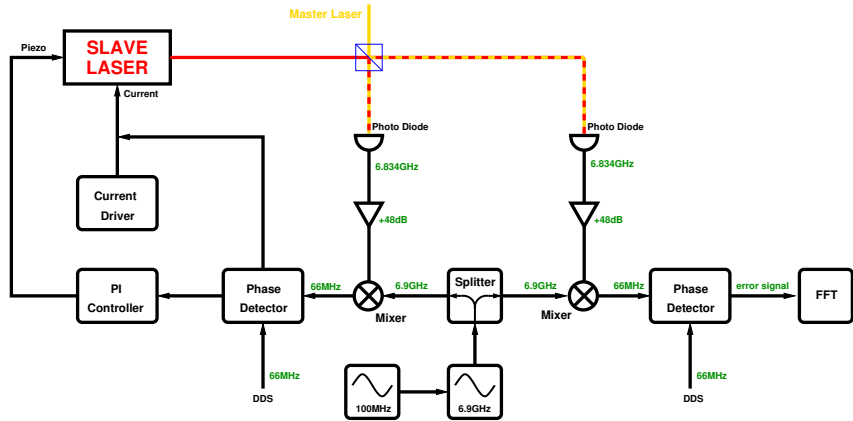 Master Laser
Piezo
SLAVE
LASER
Current
Photo Diode
Photo Diode
6.834GHz
6.834GHz
Current
Driver
+48dB
+48dB
PI
Controller
Phase
Detector
66MHz
Mixer
6.9GHz
Splitter
6.9GHz
Mixer
66MHz
Phase
Detector
error signal
FFT
66MHz
DDS
100MHz
6.9GHz
66MHz
DDS